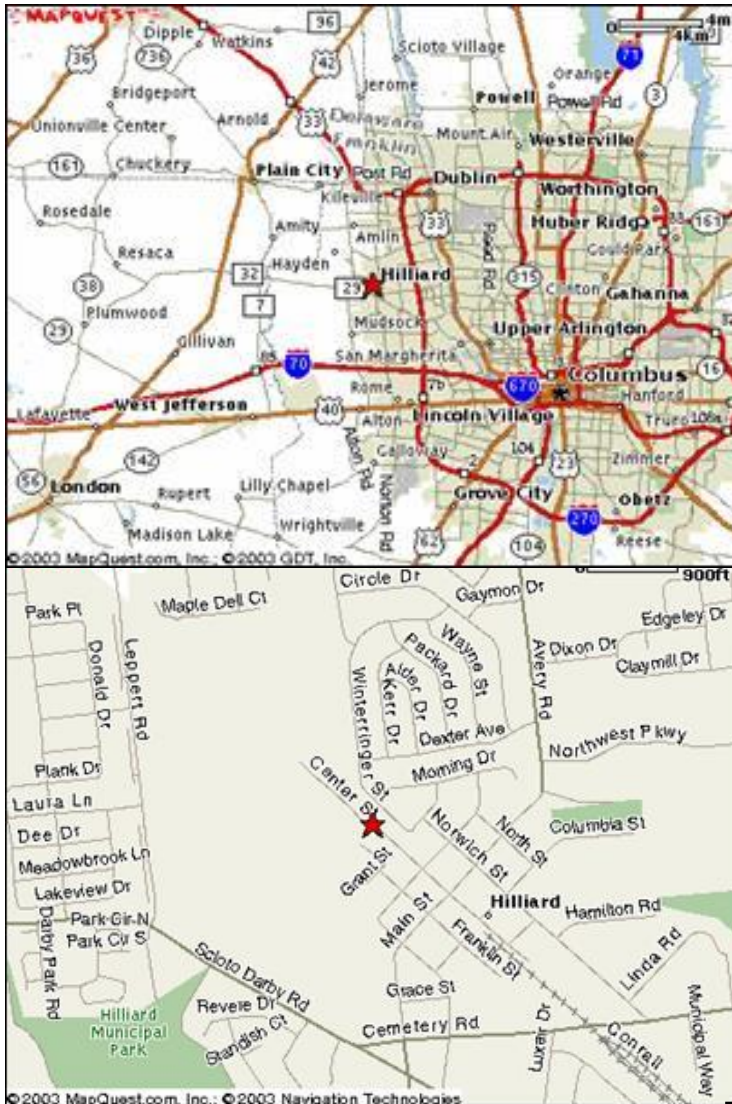 MAPQUEST
96
4m
4km
Dipple
Watkins
36
736
42
Scioto Village
71
Orange
Bridgeport
Jerome
Powell
Powell Rd
3
Delaware
Franklin
Unionville Center
Arnold
33
Mount Air
Westerville
161
Chuckery
Plain City
Post Rd
Dublin
Worthington
Kileville
Rosedale
Amity
Amlin
33
Huber Ridge
161
Resaca
Hayden
Gould Park
32
29
Hilliard
315
Clinton
Gahanna
38
7
Plumwood
29
Mudsock
Upper Arlington
Gillivan
San Margherita
16
85
70
Columbus
670
Rome
7b
Hanford
Lafayette
West Jefferson
40
Alton
Lincoln Village
Truro
142
Alton Rd
Galloway
2
104
23
Zimmer
56
London
Rupert
Lilly Chapel
Norton Rd
Grove City
Obetz
Madison Lake
Wrightville
62
104
270
Reese
©2003 MapQuest.com, Inc.; ©2003 GDT, Inc.
900ft
Circle Dr
Gaymon Dr
Park Pl
Maple Dell Ct
Edgeley Dr
Leppert Rd
Donald Dr
Wayne St
Packard Dr
Alder Dr
Kerr Dr
Avery Rd
Dixon Dr
Claymill Dr
Winterringer St
Dexter Ave
Northwest Pkwy
Plank Dr
Morning Dr
Center St
Laura Ln
Dee Dr
Norwich St
North St
Columbia St
Meadowbrook Ln
Grant St
Lakeview Dr
Main St
Hilliard
Hamilton Rd
Park Cir N
Park Cir S
Darby Park Rd
Scioto Darby Rd
Franklin St
Linda Rd
Grace St
Hilliard
Municipal
Park
Revere Dr
Standish Ct
Cemetery Rd
Luxair Dr
Conrail
Municipal Way
©2003 MapQuest.com, Inc.; ©2003 Navigation Technologies